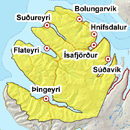 Bolungarvík
Suðureyri
Hnífsdalur
Flateyri
Ísafjörður
Súðavík
Þingeyri